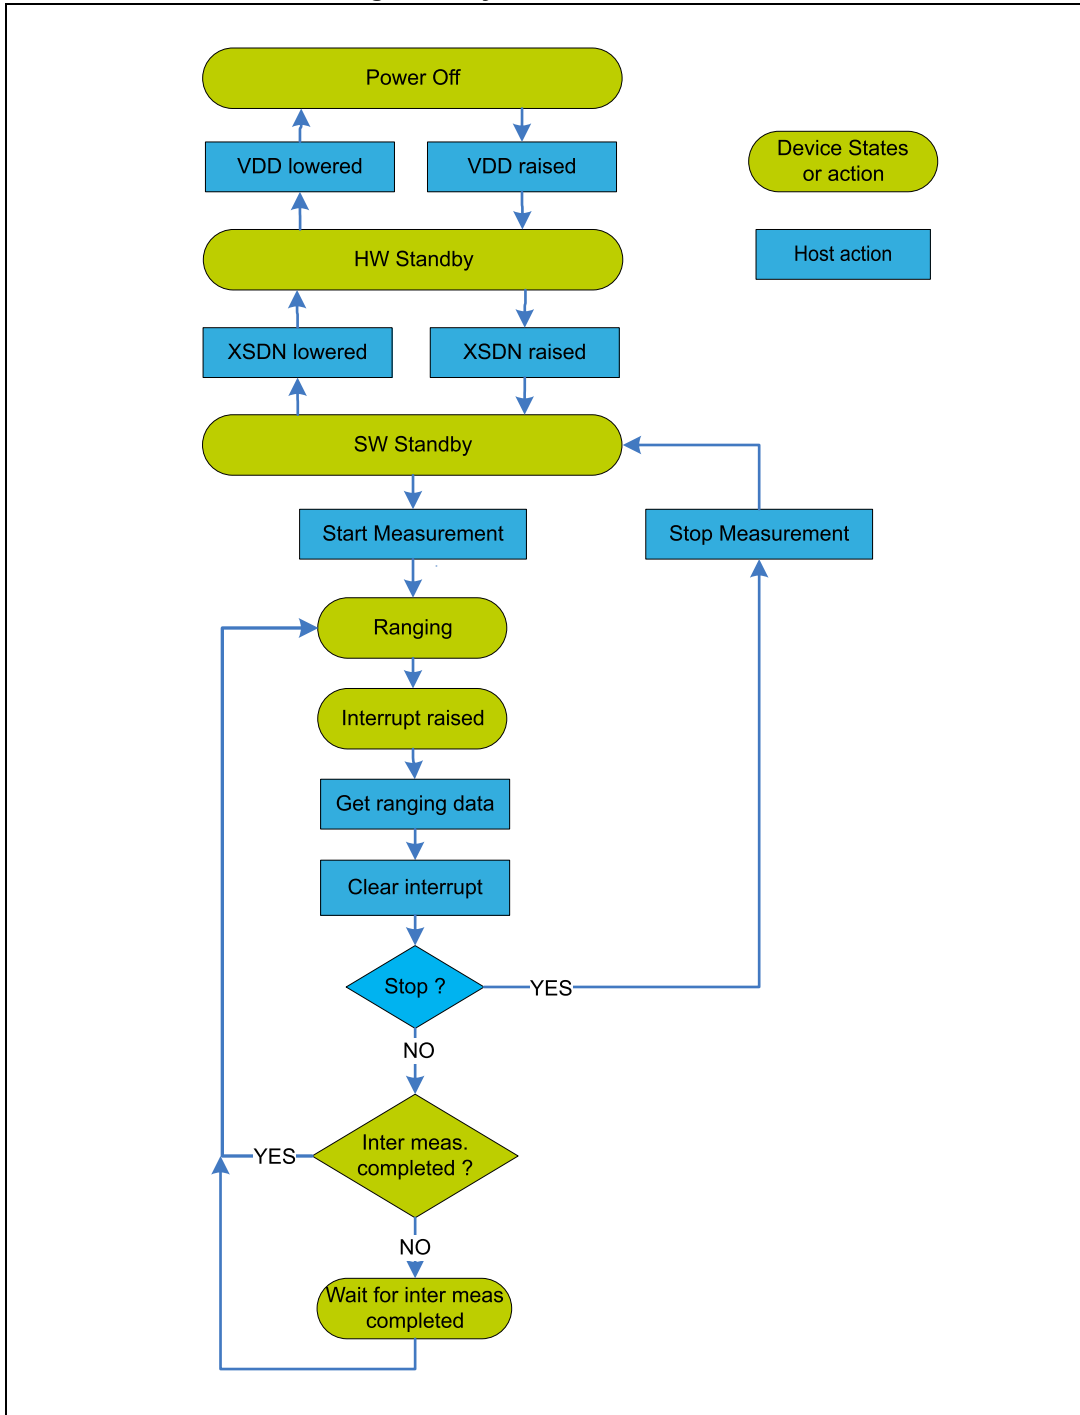 Power Off
VDD lowered
VDD raised
Device States
or action
HW Standby
Host action
XSDN lowered
XSDN raised
SW Standby
Start Measurement
Stop Measurement
Ranging
Interrupt raised
Get ranging data
Clear interrupt
Stop ?
YES
NO
Inter meas.
completed ?
YES
NO
Wait for inter meas
completed